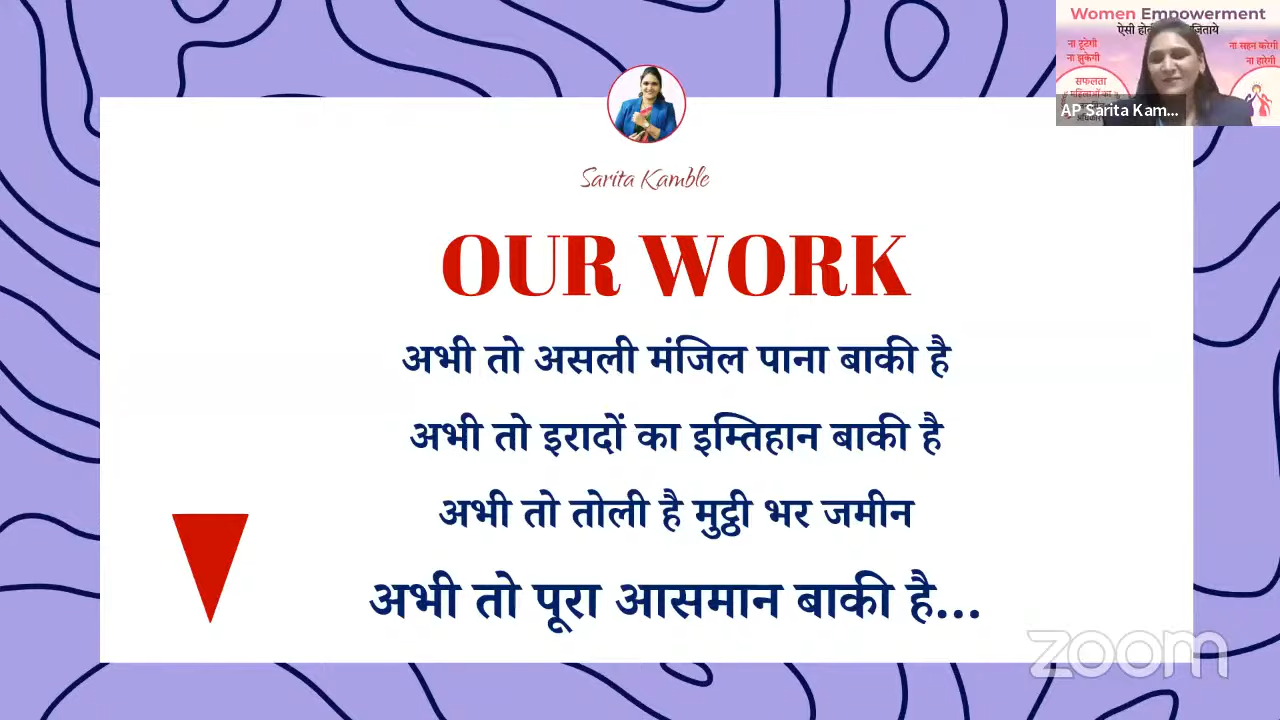 Women Empowerment
ना टूटेगी
ना झुकेगी
ना सहन करेगी
ना हारेगी
सफलता
AP Sarita Kam...
Sarita Kamble
OUR WORK
अभी तो असली मंजिल पाना बाकी है
अभी तो इरादों का इम्तिहान बाकी है
अभी तो तोली है मुट्ठी भर जमीन
अभी तो पूरा आसमान बाकी है...
zoom